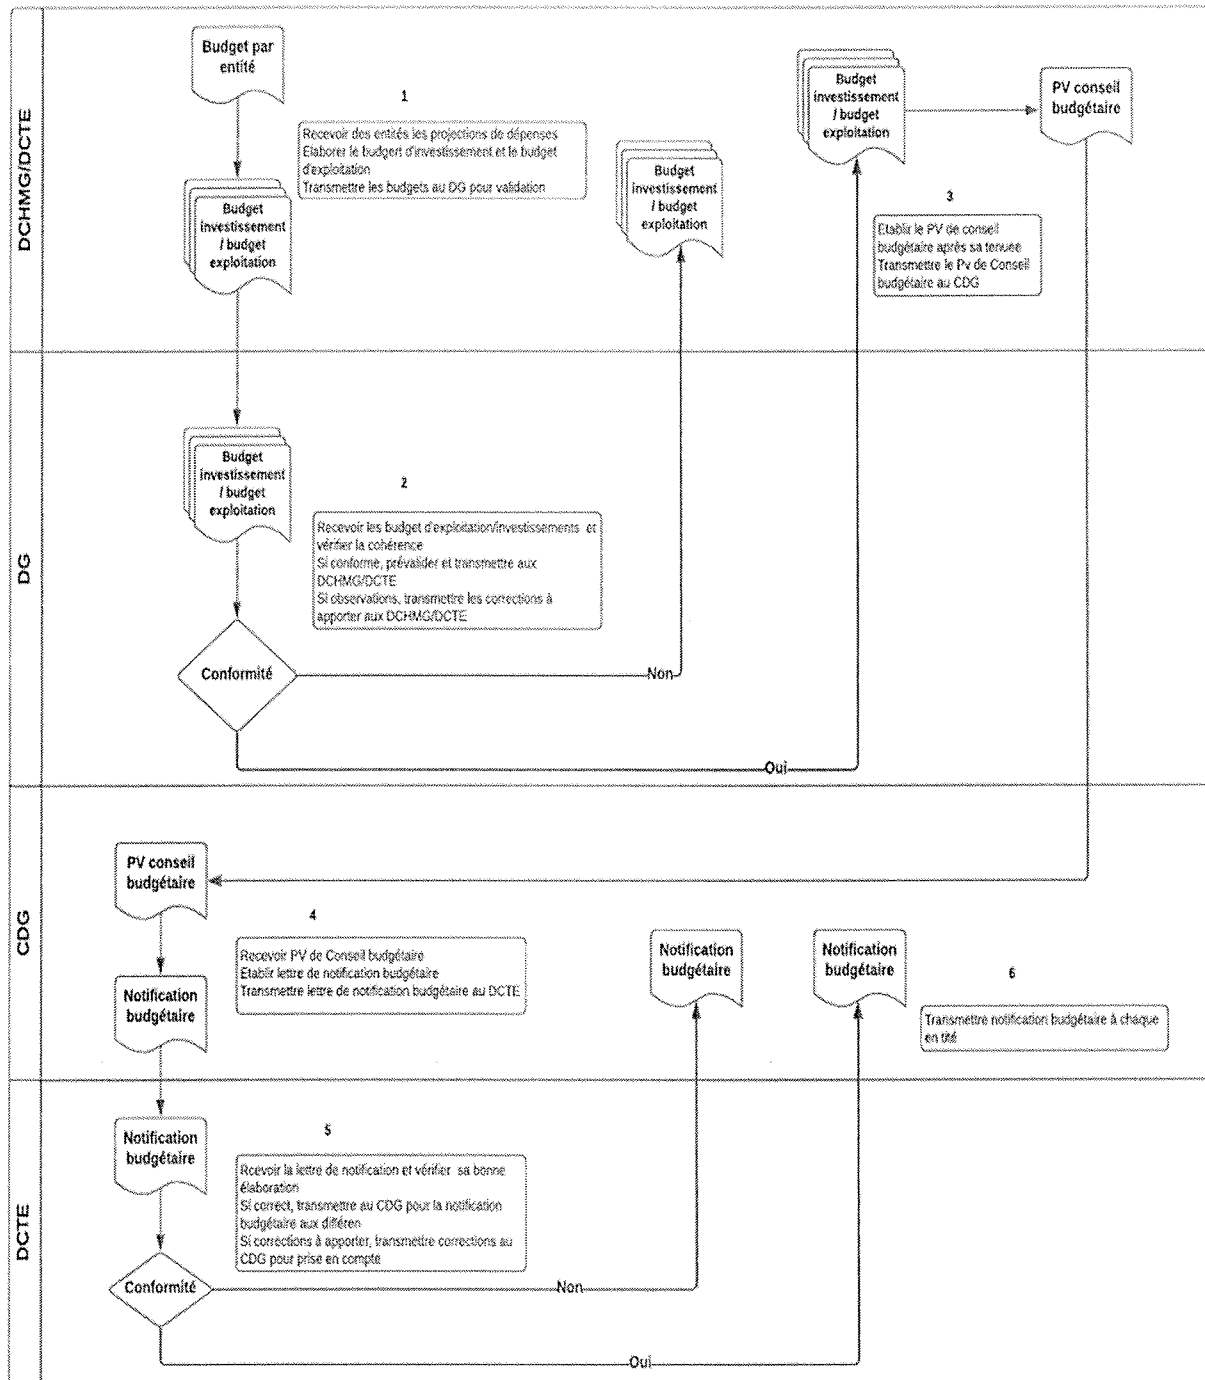 DCHMG/DCTE
Budget par
entité
1
Recevoir des entités les projections de dépenses
Elaborer le budgert d'investissement et le budget
d'exploitation
Transmettre les budgets au DG pour validation
Budget
investissement
/ budget
exploitation
Budget
investissement
/ budget
exploitation
Budget
investissement
/ budget
exploitation
PV conseil
budgétaire
3
Etablir le PV de conseil
budgétaire après sa tenuee
Transmettre le Pv de Conseil
budgétaire au CDG
DG
Budget
investissement
/ budget
exploitation
2
Recevoir les budget d'exploitation/investissements et
vérifier la cohérence
Si conforme, prévalider et transmettre aux
DCHMG/DCTE
Si observations, transmettre les corrections à
apporter aux DCHMG/DCTE
Conformité
Non
Oui
CDG
PV conseil
budgétaire
4
Recevoir PV de Conseil budgétaire
Etablir lettre de notification budgétaire
Transmettre lettre de notification budgétaire au DCTE
Notification
budgétaire
Notification
budgétaire
Notification
budgétaire
6
Transmettre notification budgétaire à chaque
en tité
DCTE
Notification
budgétaire
5
Rcevoir la lettre de notification et vérifier sa bonne
élaboration
Si correct, transmettre au CDG pour la notification
budgétaire aux différen
Si corrections à apporter, transmettre corrections au
CDG pour prise en compte
Conformité
Non
Oui